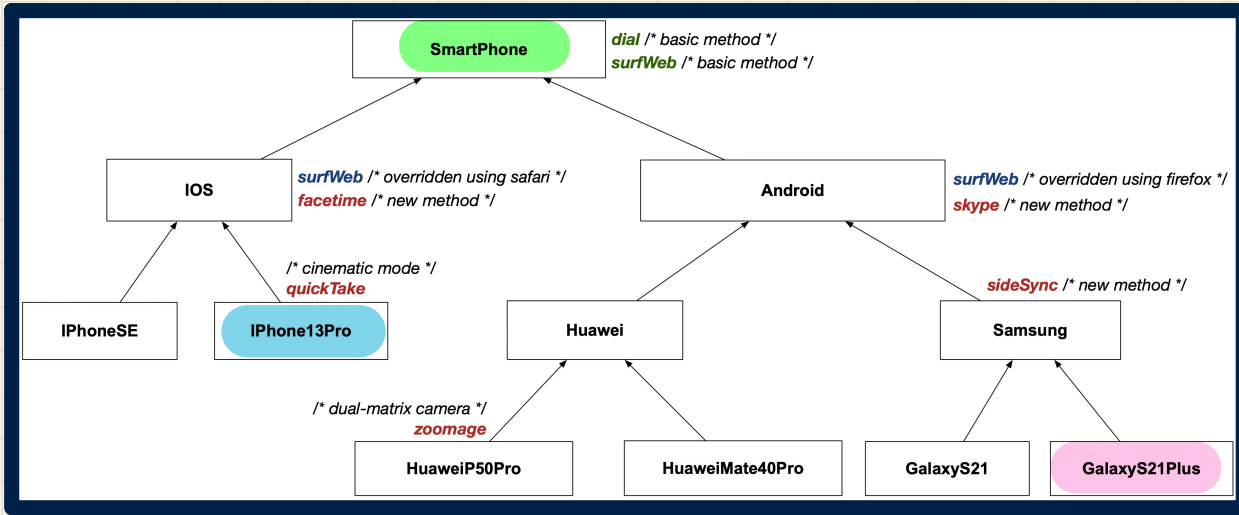 SmartPhone
dial /* basic method */
surfWeb /* basic method */
IOS
surfWeb /* overridden using safari */
facetime /* new method */
Android
surfWeb /* overridden using firefox */
skype /* new method */
/* cinematic mode */
quickTake
sideSync /* new method */
IPhoneSE
IPhone13Pro
Huawei
Samsung
/* dual-matrix camera */
zoomage
HuaweiP50Pro
HuaweiMate40Pro
GalaxyS21
GalaxyS21Plus